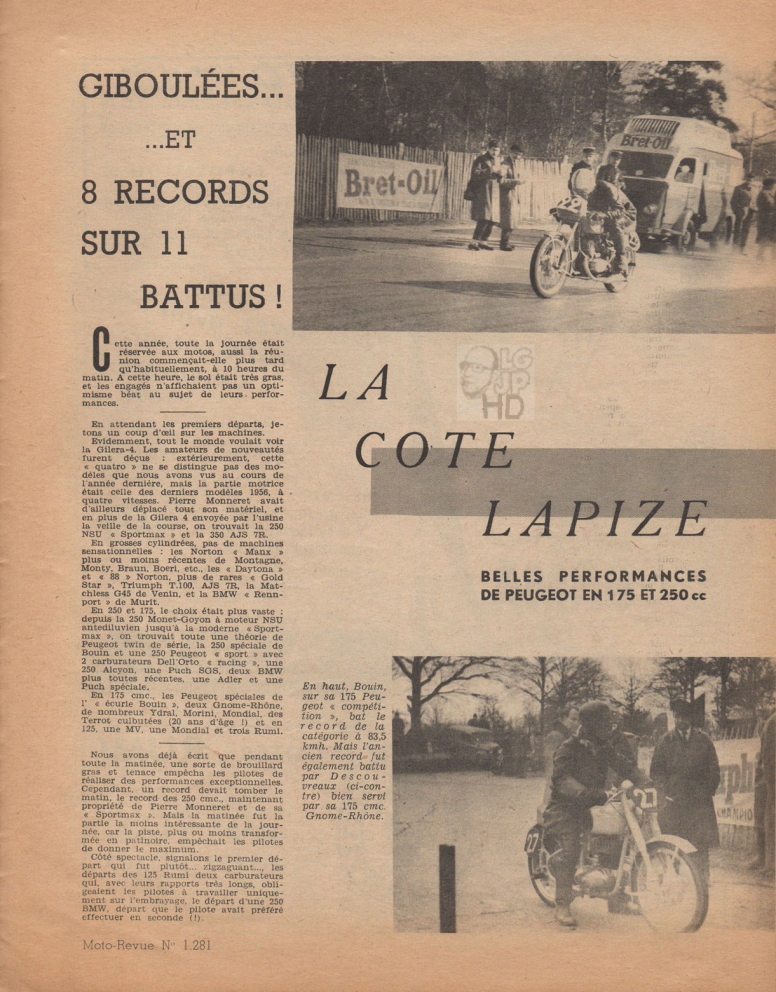 GIBOULÉES...
...ET
8 RECORDS
SUR 11
BATTUS !
Cette année, toute la journée était
réservée aux motos, aussi la réu-
nion commençait-elle plus tard
qu'habituellement, à 10 heures du
matin. A cette heure, le sol était très gras,
et les engagés n'affichaient pas un opti-
misme béat au sujet de leurs perfor-
mances.
En attendant les premiers départs, je-
tons un coup d'œil sur les machines.
Evidemment, tout le monde voulait voir
la Gilera-4. Les amateurs de nouveautés
furent déçus : extérieurement, cette
« quatro » ne se distingue pas des mo-
dèles que nous avons vus au cours de
l'année dernière, mais la partie motrice
était celle des derniers modèles 1956, à
quatre vitesses. Pierre Monneret avait
d'ailleurs déplacé tout son matériel, et
en plus de la Gilera 4 envoyée par l'usine
la veille de la course, on trouvait la 250
NSU « Sportmax » et la 350 AJS 7R.
En grosses cylindrées, pas de machines
sensationnelles : les Norton « Manx »
plus ou moins récentes de Montagne,
Monty, Braun, Boeri, etc., les « Daytona »
et « 88 » Norton, plus de rares « Gold
Star », Triumph T.100, AJS 7R, la Mat-
chless G45 de Venin, et la BMW « Renn-
port » de Murit.
En 250 et 175, le choix était plus vaste :
depuis la 250 Monet-Goyon à moteur NSU
antediluvien jusqu'à la moderne « Sport-
max », on trouvait toute une théorie de
Peugeot twin de série, la 250 spéciale de
Bouin et une 250 Peugeot « sport » avec
2 carburateurs Dell'Orto « racing », une
250 Alcyon, une Puch SGS, deux BMW
plus toutes récentes, une Adler et une
Puch spéciale.
En 175 cmc., les Peugeot spéciales de
l' « écurie Bouin », deux Gnome-Rhône,
de nombreux Ydral, Morini, Mondial, des
Terrot culbutées (20 ans d'âge !) et en
125, une MV, une Mondial et trois Rumi.
Nous avons déjà écrit que pendant
toute la matinée, une sorte de brouillard
gras et tenace empêcha les pilotes de
réaliser des performances exceptionnelles.
Cependant, un record devait tomber le
matin, le record des 250 cmc., maintenant
propriété de Pierre Monneret et de sa
« Sportmax ». Mais la matinée fut la
partie la moins intéressante de la jour-
née, car la piste, plus ou moins transfor-
mée en patinoire, empêchait les pilotes
de donner le maximum.
Côté spectacle, signalons le premier dé-
part qui fut plutôt... zigzaguant..., les
départs des 125 Rumi deux carburateurs
qui, avec leurs rapports très longs, obli-
geaient les pilotes à travailler unique-
ment sur l'embrayage, le départ d'une 250
BMW, départ que le pilote avait préféré
effectuer en seconde (!).
Bret-Oil
Bret-Oil
LG
JP
HD
LA
COTE
LAPIZE
BELLES PERFORMANCES
DE PEUGEOT EN 175 ET 250 cc
En haut, Bouin,
sur sa 175 Peu-
geot « compéti-
tion », bat le
record de la
catégorie à 83,5
kmh. Mais l'an-
cien record fut
également battu
par Descou-
vreaux (ci-con-
tre) bien servi
par sa 175 cmc.
Gnome-Rhône.
27
27
Moto-Revue N° 1.281